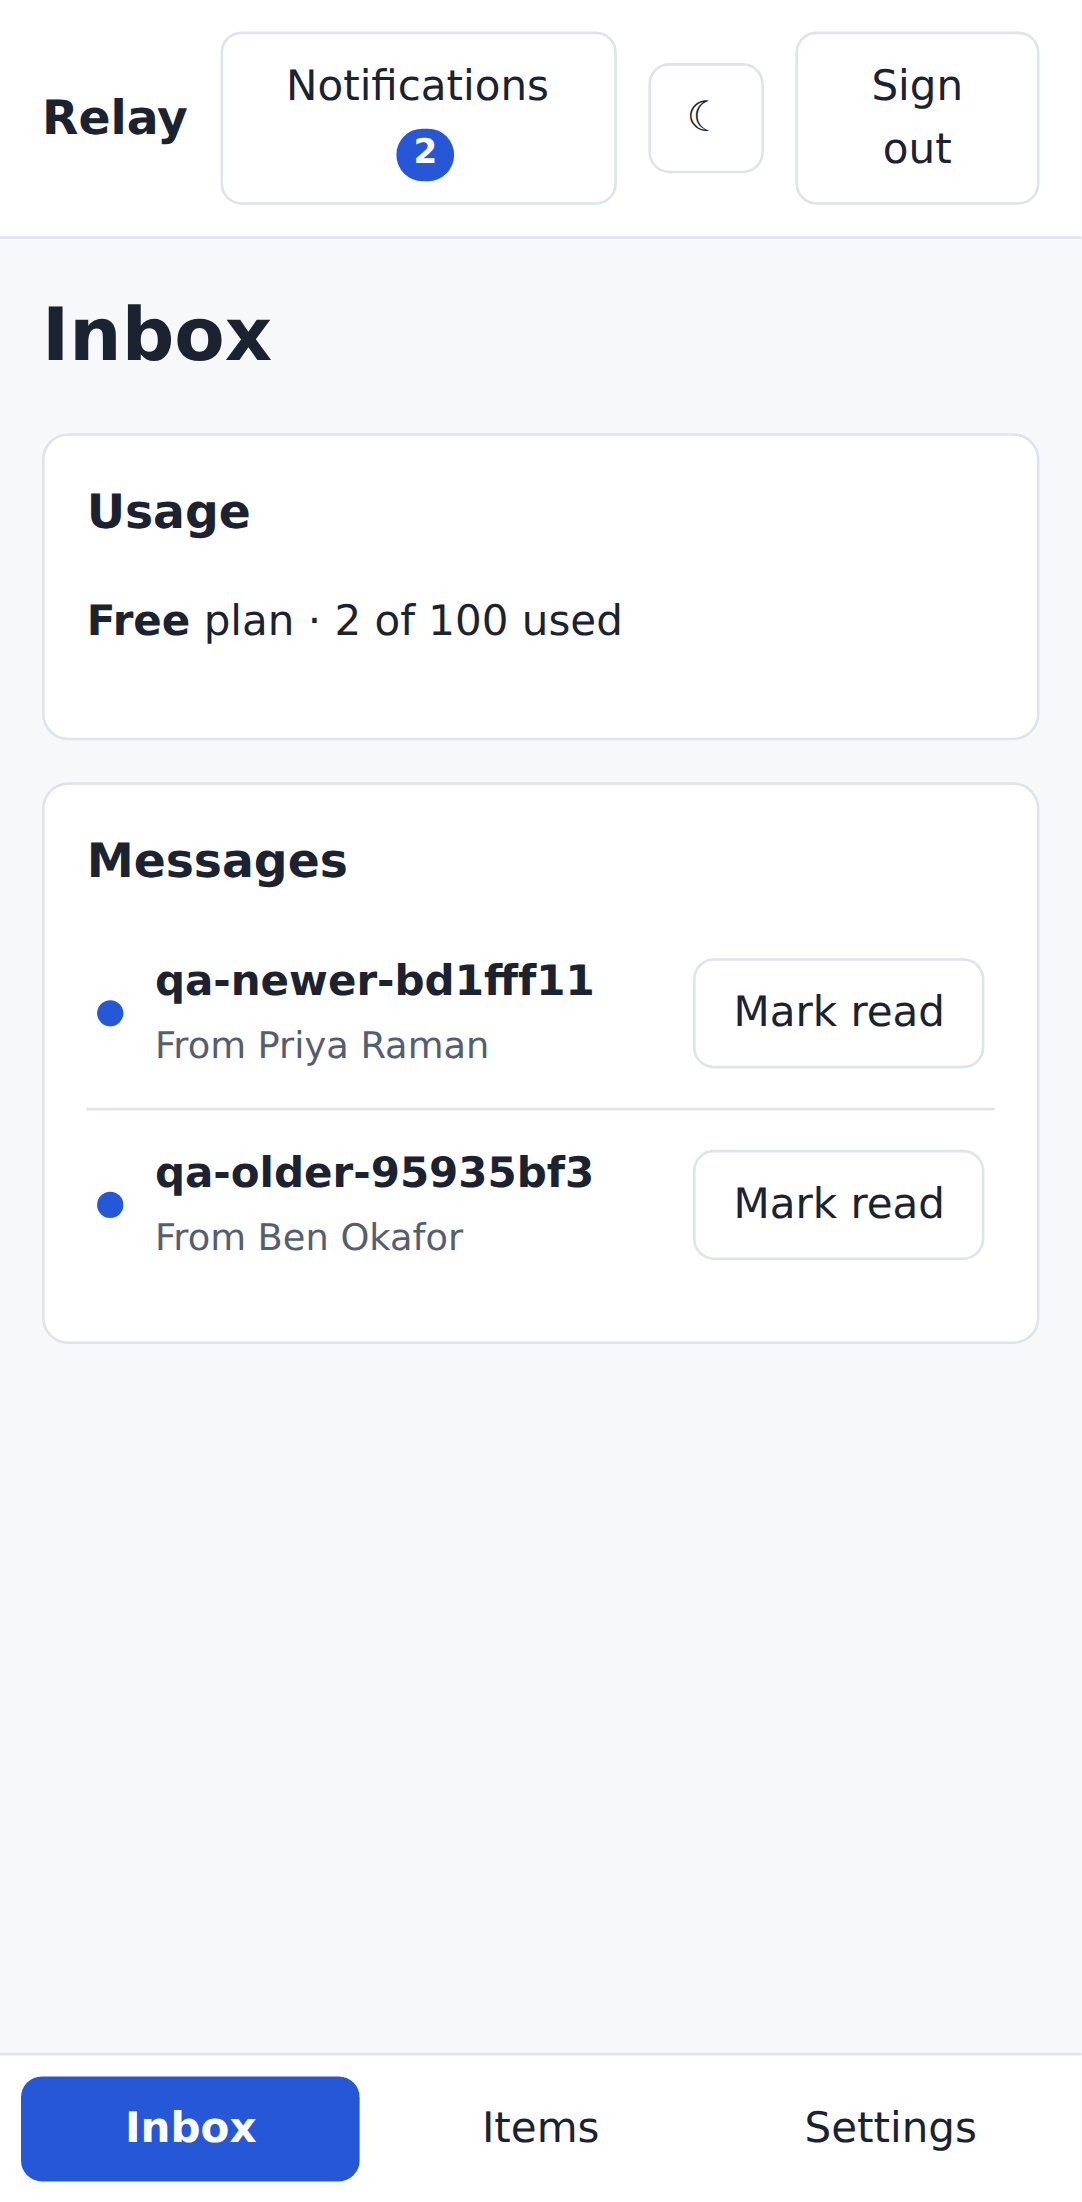 Relay
Notifications
2
☾
Sign
out
Inbox
Usage
Free plan · 2 of 100 used
Messages
qa-newer-bd1fff11
From Priya Raman
Mark read
qa-older-95935bf3
From Ben Okafor
Mark read
Inbox
Items
Settings